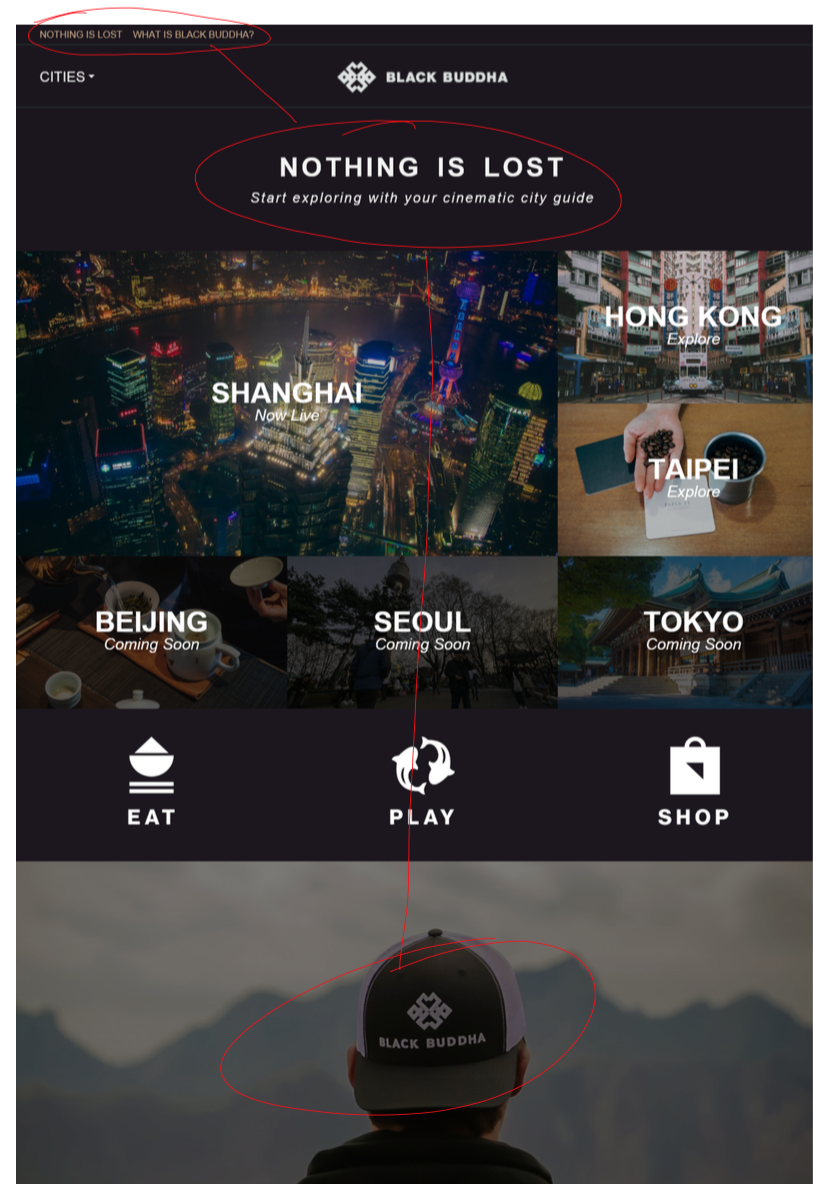 NOTHING IS LOST WHAT IS BLACK BUDDHA?
CITIES
BLACK BUDDHA
NOTHING IS LOST
Start exploring with your cinematic city guide
SHANGHAI
Now Live
HONG KONG
Explore
TAIPEI
Explore
BEIJING
Coming Soon
SEOUL
Coming Soon
TOKYO
Coming Soon
EAT
PLAY
SHOP
BLACK BUDDHA